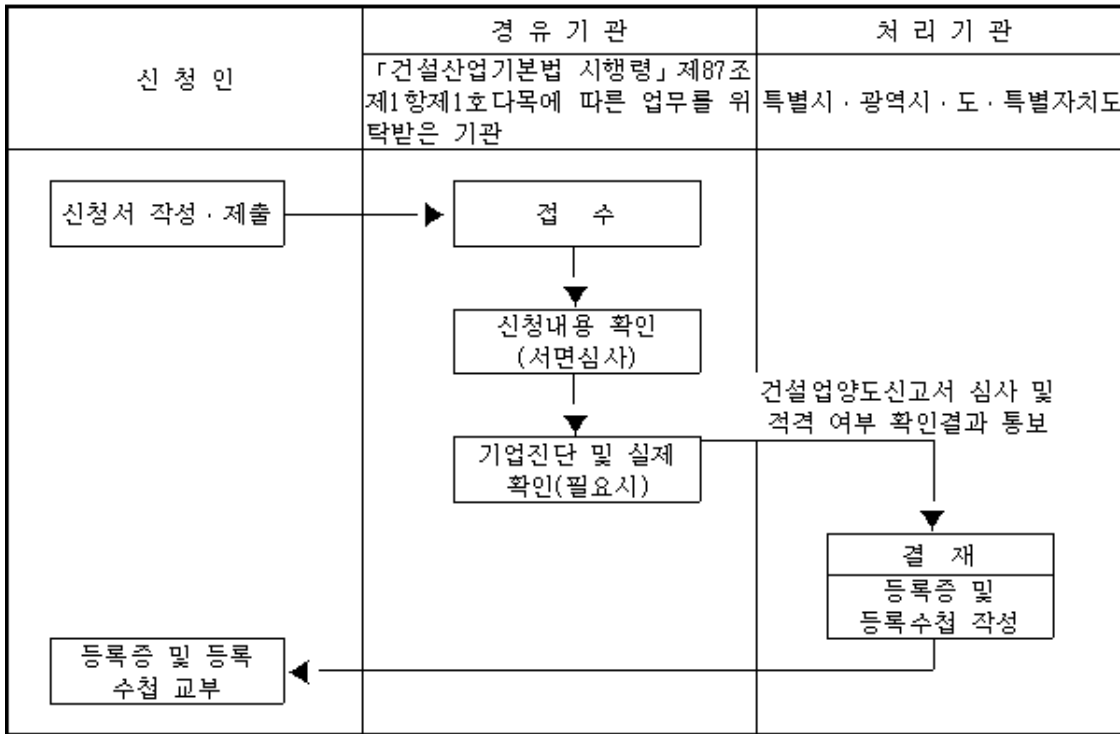 신 청 인
경 유 기 관
「건설산업기본법 시행령」제87조
제1항제1호다목에 따른 업무를 위
탁받은 기관
처 리 기 관
특별시·광역시·도·특별자치도
신청서 작성·제출
접 수
신청내용 확인
(서면심사)
기업진단 및 실제
확인(필요시)
건설업양도신고서 심사 및
적격 여부 확인결과 통보
결 재
등록증 및
등록수첩 작성
등록증 및 등록
수첩 교부